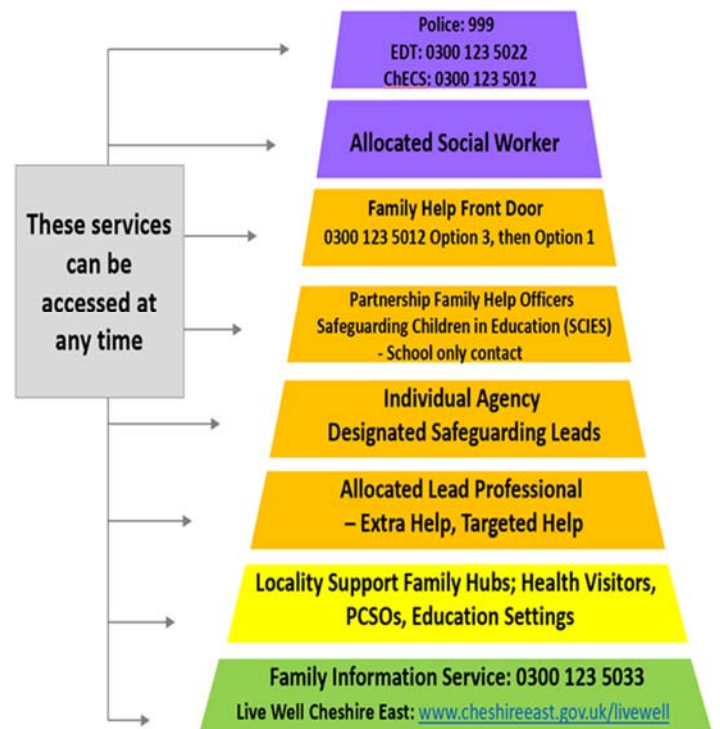 Police: 999
EDT: 0300 123 5022
ChECS: 0300 123 5012
Allocated Social Worker
These services
can be
accessed at
any time
Family Help Front Door
0300 123 5012 Option 3, then Option 1
Partnership Family Help Officers
Safeguarding Children in Education (SCIES)
- School only contact
Individual Agency
Designated Safeguarding Leads
Allocated Lead Professional
– Extra Help, Targeted Help
Locality Support Family Hubs; Health Visitors,
PCSOs, Education Settings
Family Information Service: 0300 123 5033
Live Well Cheshire East: www.cheshireeast.gov.uk/livewell